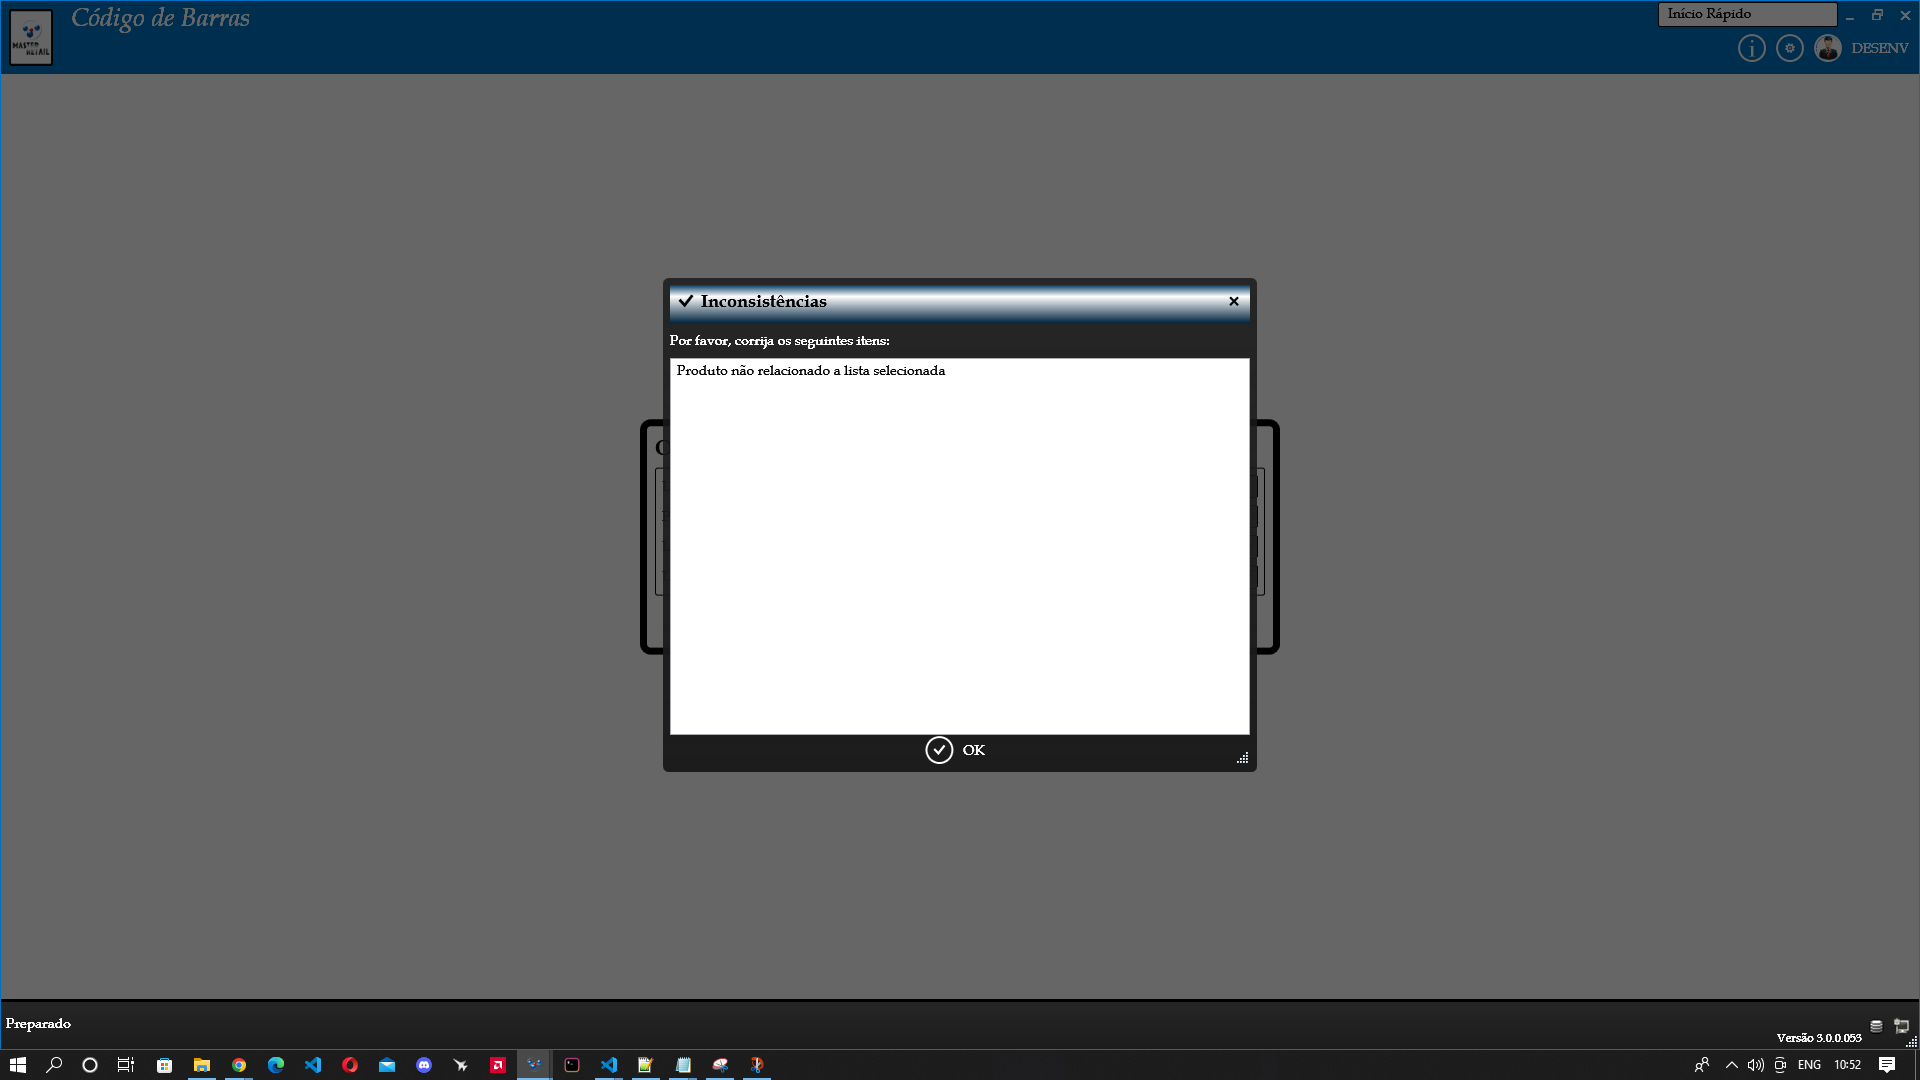 Código de Barras
Início Rápido
MASTER
RETAIL
DESENV
Inconsistências
Por favor, corrija os seguintes itens:
Produto não relacionado a lista selecionada
OK
Preparado
Versão 3.0.0.053
ENG
10:52